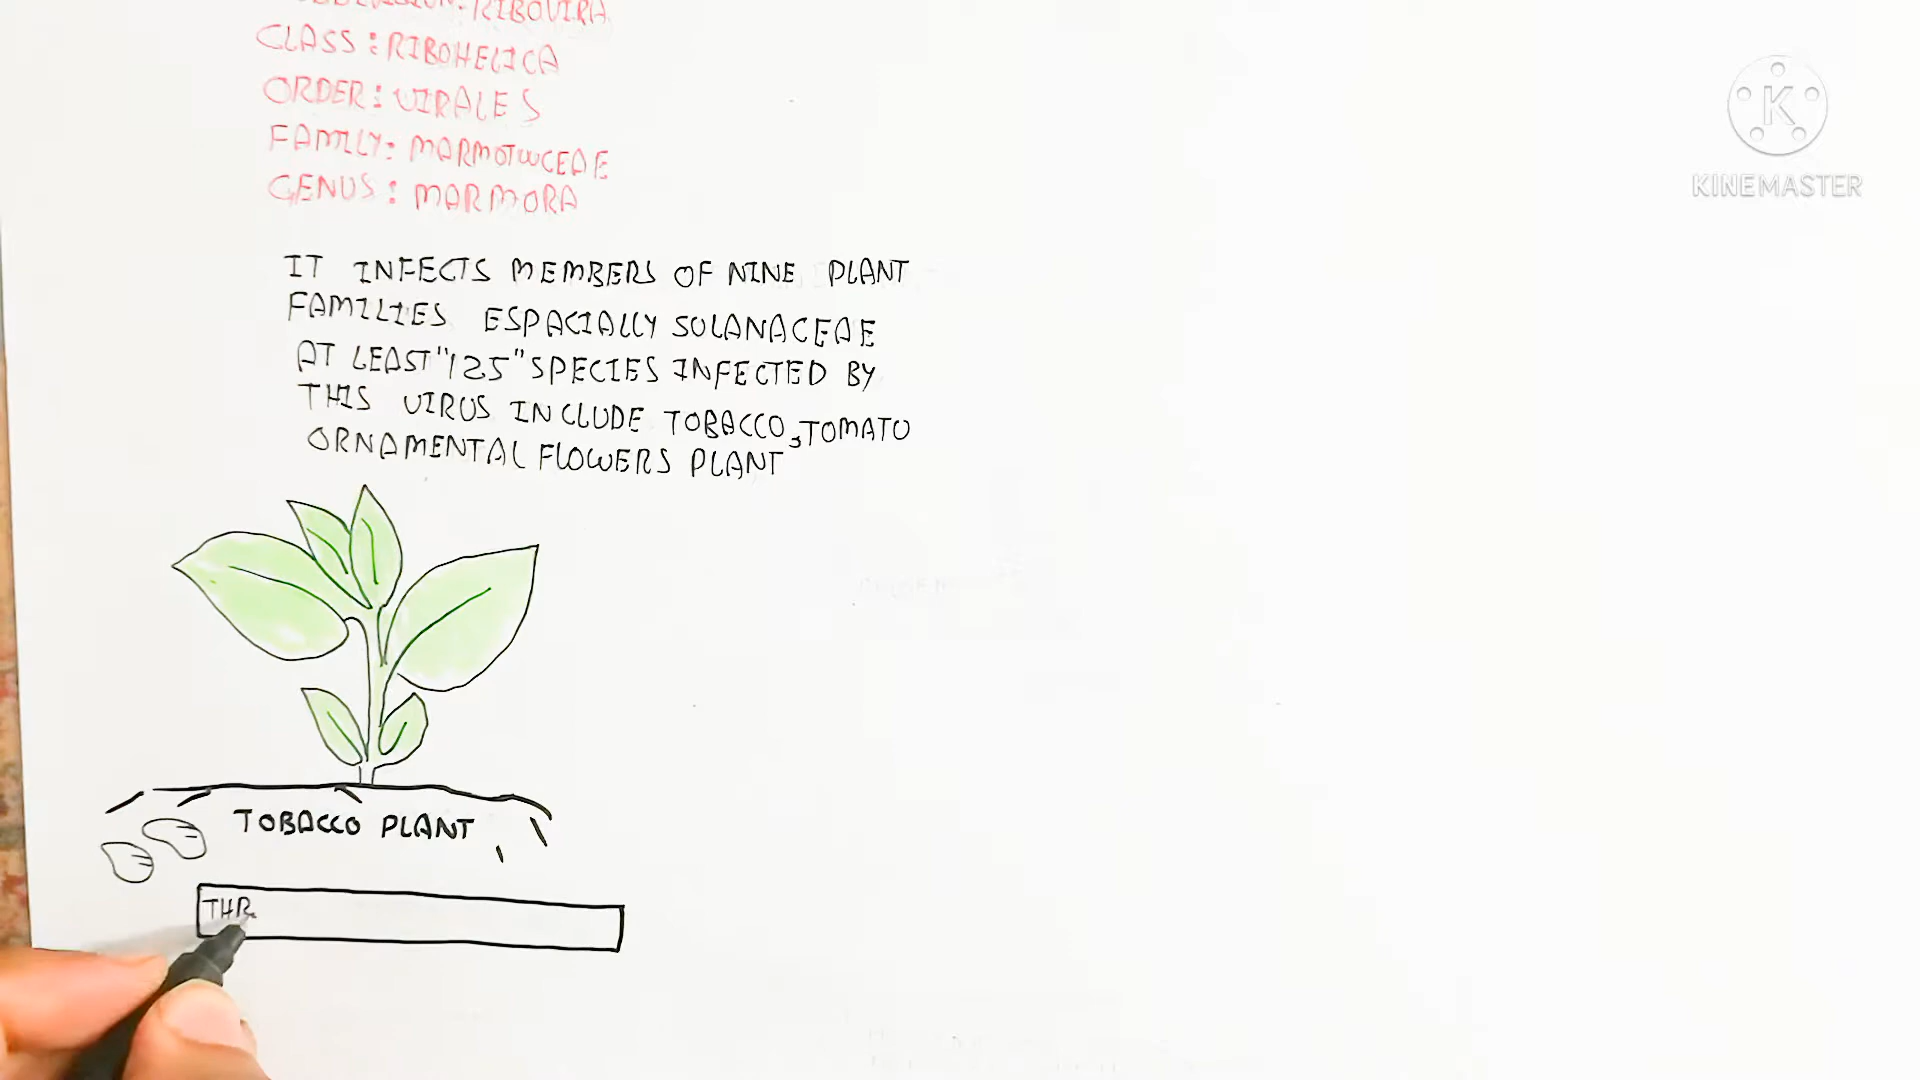 CLASS: RIBOHELICA
ORDER: VIRALES
FAMILY: MARMOTUCEAE
GENUS: MARMORA
IT INFECTS MEMBERS OF NINE PLANT
FAMILIES ESPACIALLY SOLANACEAE
AT LEAST "125" SPECIES INFECTED BY
THIS VIRUS INCLUDE TOBACCO, TOMATO
ORNAMENTAL FLOWERS PLANT
TOBACCO PLANT
THR
KINEMASTER